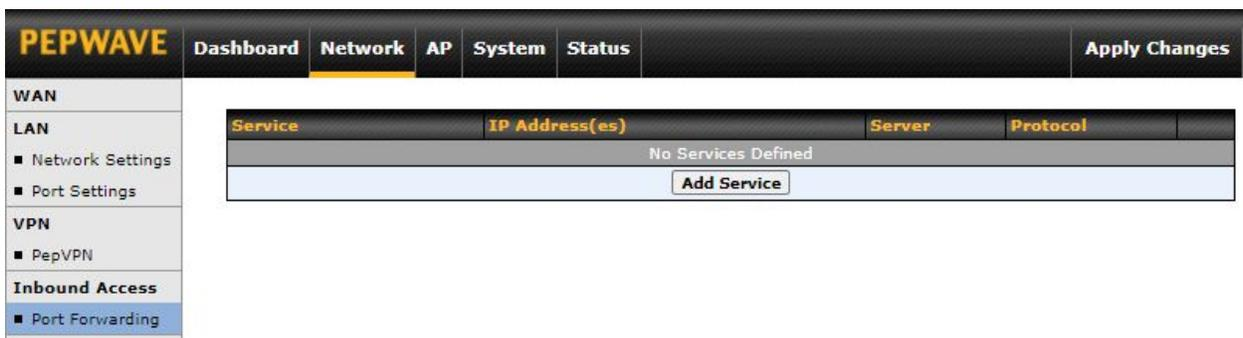 PEPWAVE Dashboard Network AP System Status Apply Changes
WAN
LAN
Network Settings
Port Settings
VPN
PepVPN
Inbound Access
Port Forwarding
Service IP Address(es) Server Protocol
No Services Defined
Add Service